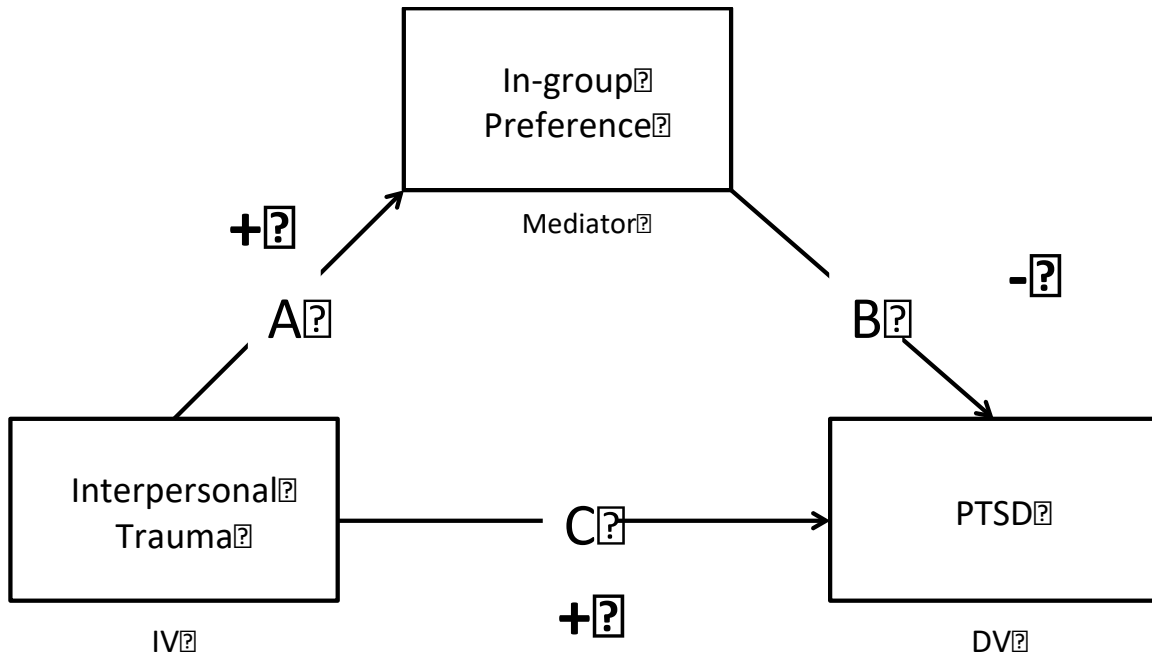 In-group⍰
Preference⍰
Mediator⍰
+⍰
-⍰
A⍰
B⍰
Interpersonal⍰
Trauma⍰
PTSD⍰
C⍰
+⍰
IV⍰
DV⍰